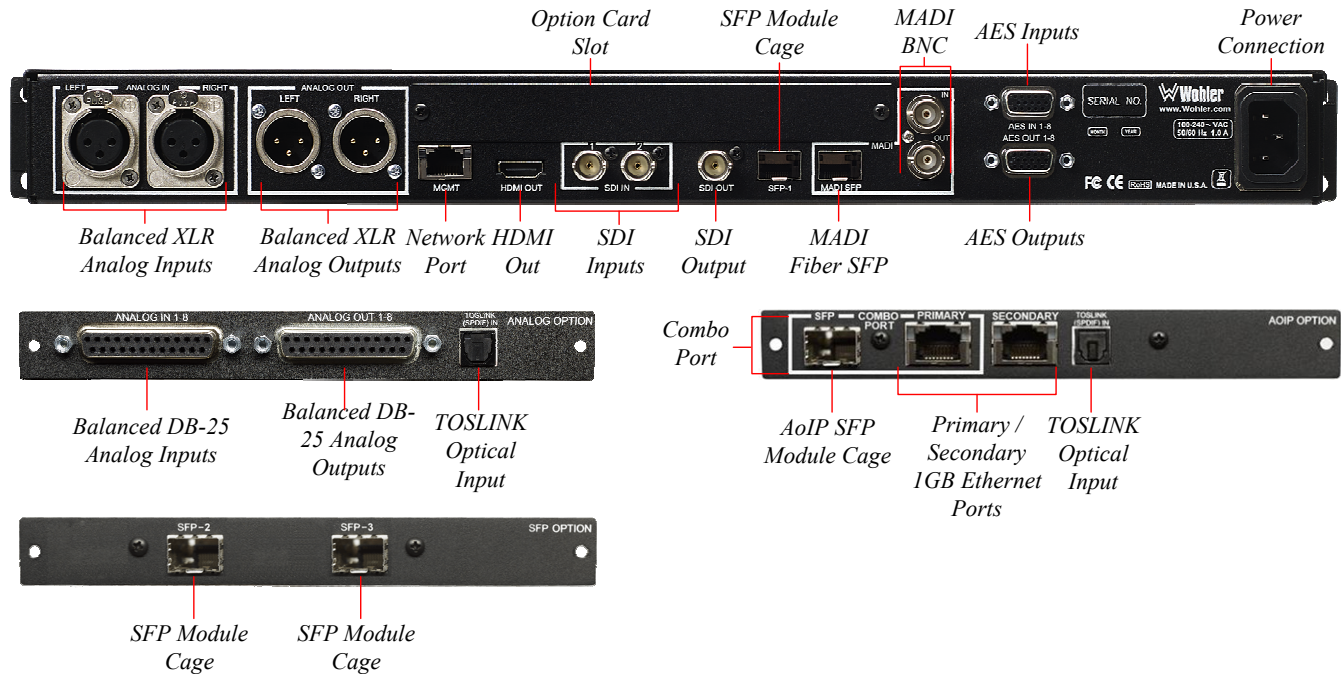 Option Card
Slot
SFP Module
Cage
MADI
BNC
AES Inputs
Power
Connection
LEFT ANALOG IN RIGHT
PUSH PUSH
ANALOG OUT
LEFT RIGHT
MGMT
HDMI OUT
1 2
SDI IN
SDI OUT
SFP-1
MADI
MADI SFP
IN
OUT
AES IN 1-8
AES OUT 1-8
SERIAL NO.
MONTH YEAR
Wohler
www.Wohler.com
100-240~ VAC
50/60 Hz 1.0 A
FC CE RoHS MADE IN U.S.A.
Balanced XLR
Analog Inputs
Balanced XLR
Analog Outputs
Network
Port
HDMI
Out
SDI
Inputs
SDI
Output
MADI
Fiber SFP
AES Outputs
ANALOG IN 1-8
ANALOG OUT 1-8
TOSLINK
(SPDIF) IN
ANALOG OPTION
Balanced DB-25
Analog Inputs
Balanced DB-
25 Analog
Outputs
TOSLINK
Optical
Input
Combo
Port
SFP
COMBO
PORT
PRIMARY
SECONDARY
TOSLINK
(SPDIF) IN
AOIP OPTION
AoIP SFP
Module Cage
Primary /
Secondary
1GB Ethernet
Ports
TOSLINK
Optical
Input
SFP-2
SFP-3
SFP OPTION
SFP Module
Cage
SFP Module
Cage